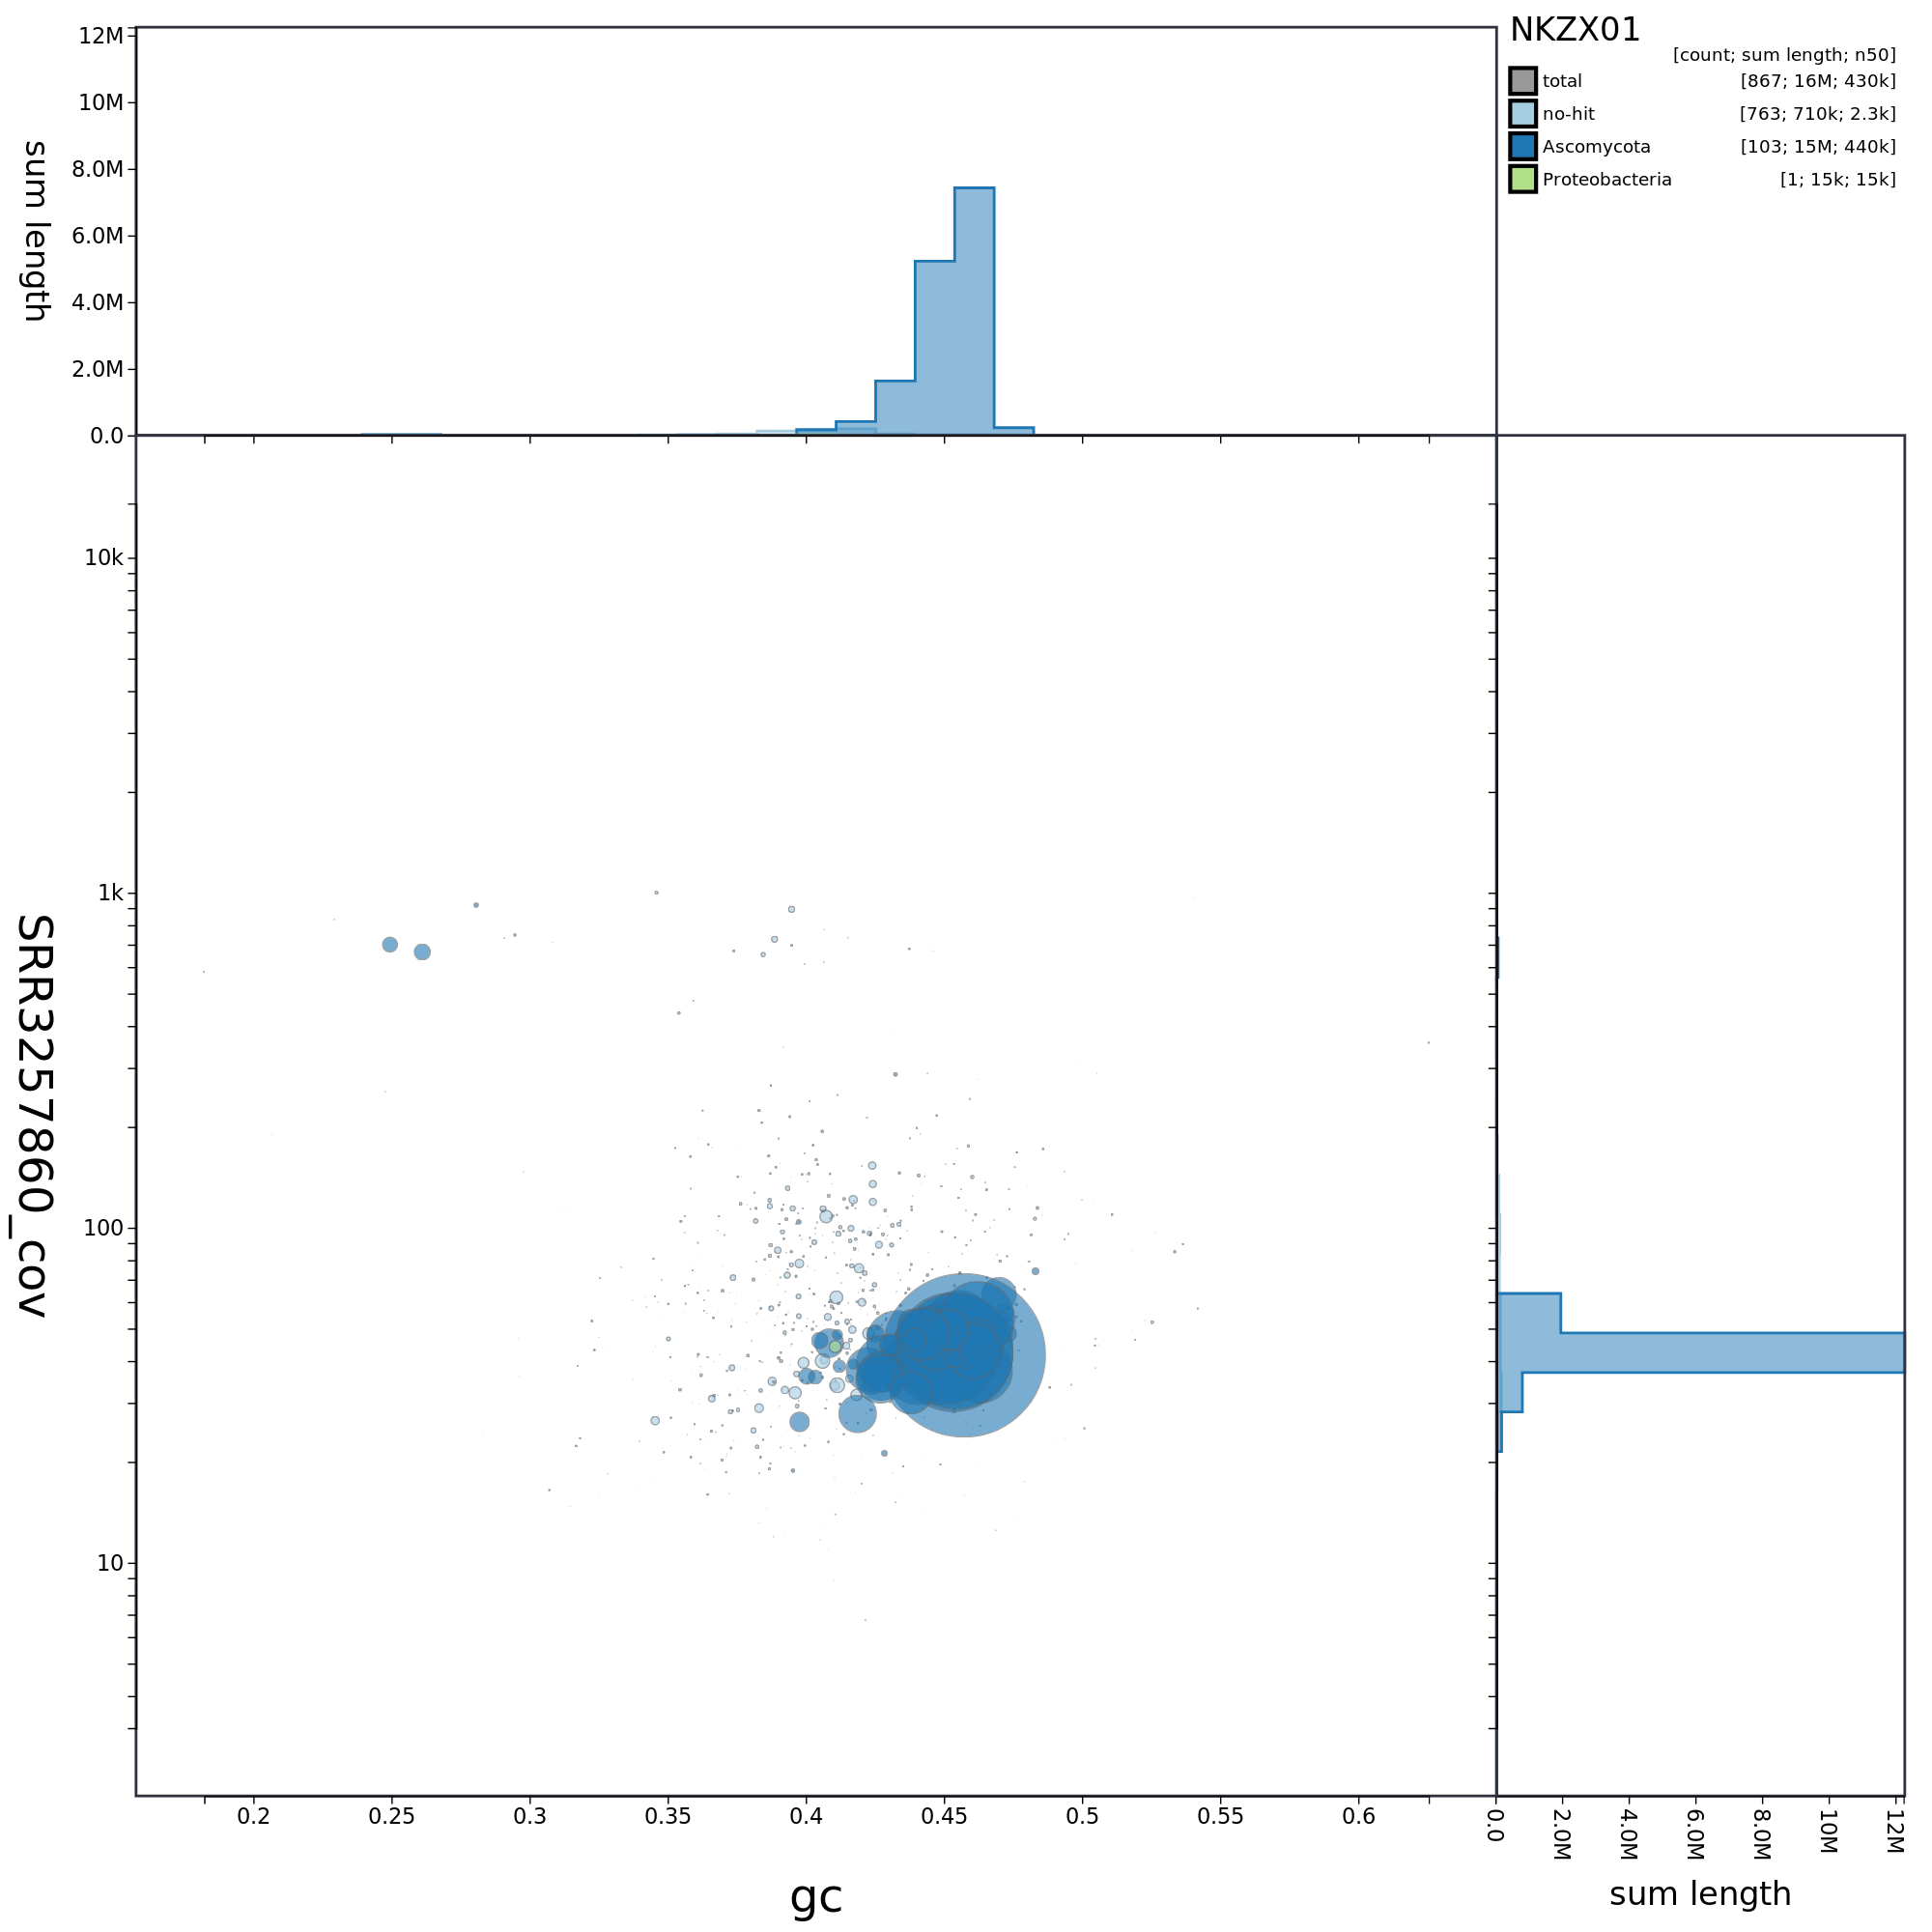 NKZX01
[count; sum length; n50]
total [867; 16M; 430k]
no-hit [763; 710k; 2.3k]
Ascomycota [103; 15M; 440k]
Proteobacteria [1; 15k; 15k]
12M
10M
8.0M
6.0M
4.0M
2.0M
0.0
sum length
10k
1k
100
10
SRR3257860_cov
0.2 0.25 0.3 0.35 0.4 0.45 0.5 0.55 0.6
gc
0.0 2.0M 4.0M 6.0M 8.0M 10M 12M
sum length